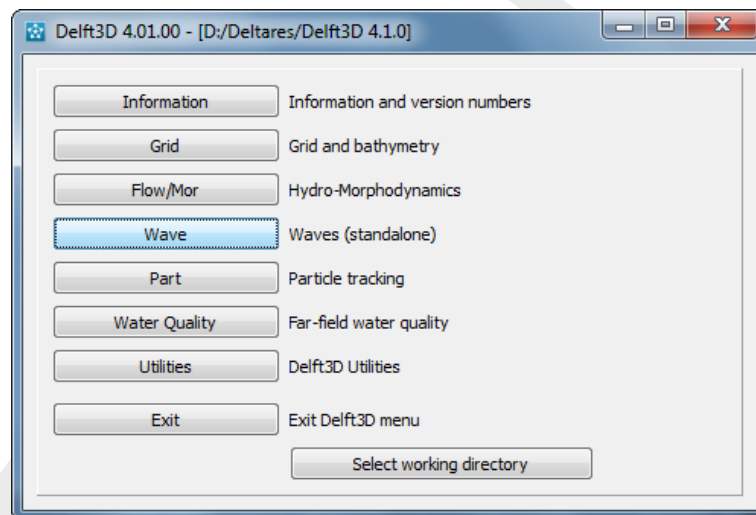 Delft3D 4.01.00 - [D:/Deltares/Delft3D 4.1.0]
Information Information and version numbers
Grid Grid and bathymetry
Flow/Mor Hydro-Morphodynamics
Wave Waves (standalone)
Part Particle tracking
Water Quality Far-field water quality
Utilities Delft3D Utilities
Exit Exit Delft3D menu
Select working directory